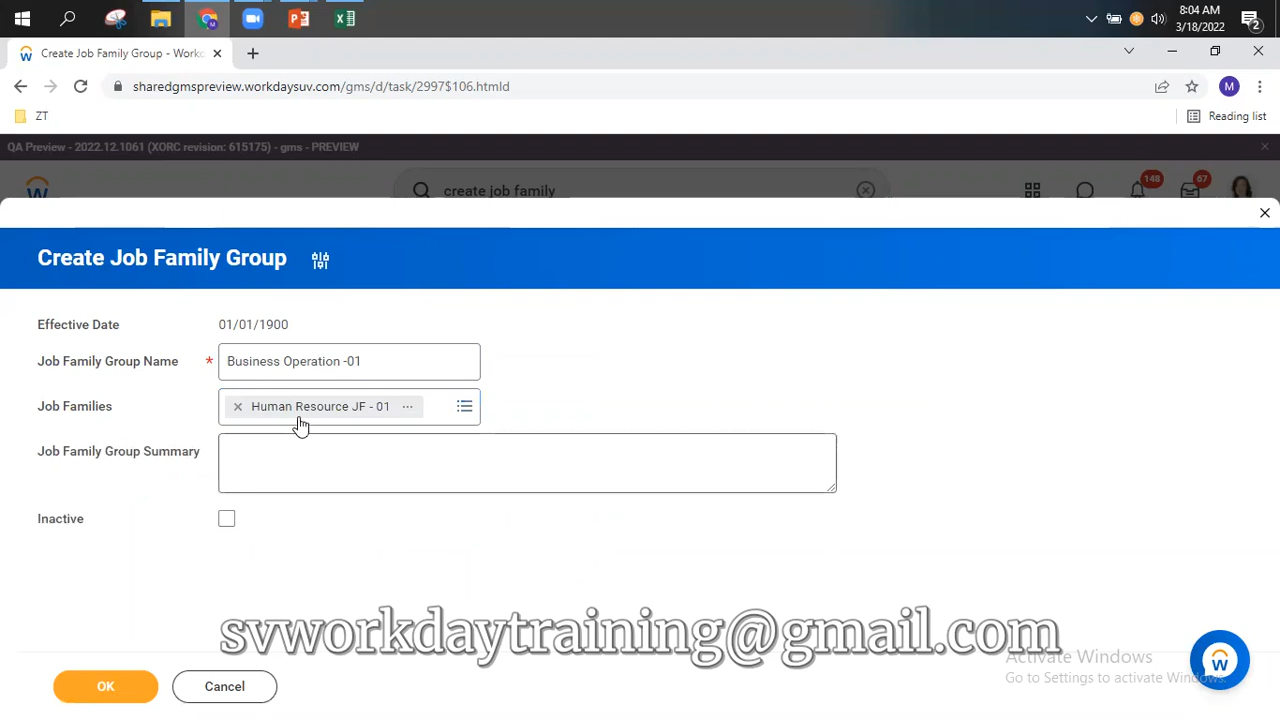 8:04 AM
3/18/2022
2
Create Job Family Group - Workc
sharedgmspreview.workdaysuv.com/gms/d/task/2997$106.htmld
M
ZT
Reading list
QA Preview - 2022.12.1061 (XORC revision: 615175) - gms - PREVIEW
create job family
148
67
Create Job Family Group
Effective Date 01/01/1900
Job Family Group Name * Business Operation -01
Job Families Human Resource JF - 01
Job Family Group Summary
Inactive
svworkdaytraining@gmail.com
Activate Windows
Go to Settings to activate Windows.
OK Cancel